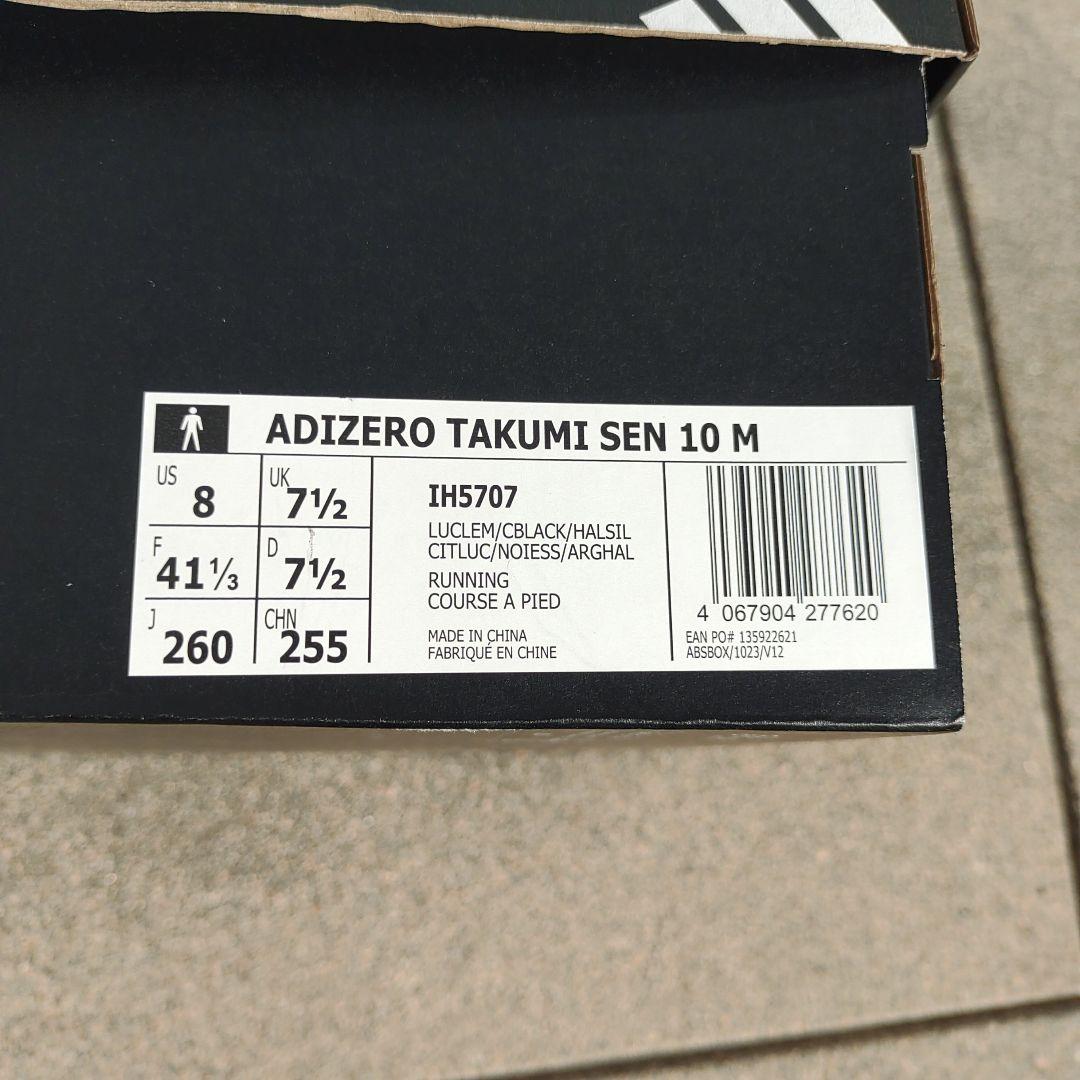 ADIZERO TAKUMI SEN 10 M
US 8
UK 7½
F 41⅓
D 7½
J 260
CHN 255
IH5707
LUCLEM/CBLACK/HALSIL
CITLUC/NOIESS/ARGHAL
RUNNING
COURSE A PIED
MADE IN CHINA
FABRIQUÉ EN CHINE
4 067904 277620
EAN PO# 135922621
ABSBOX/1023/V12